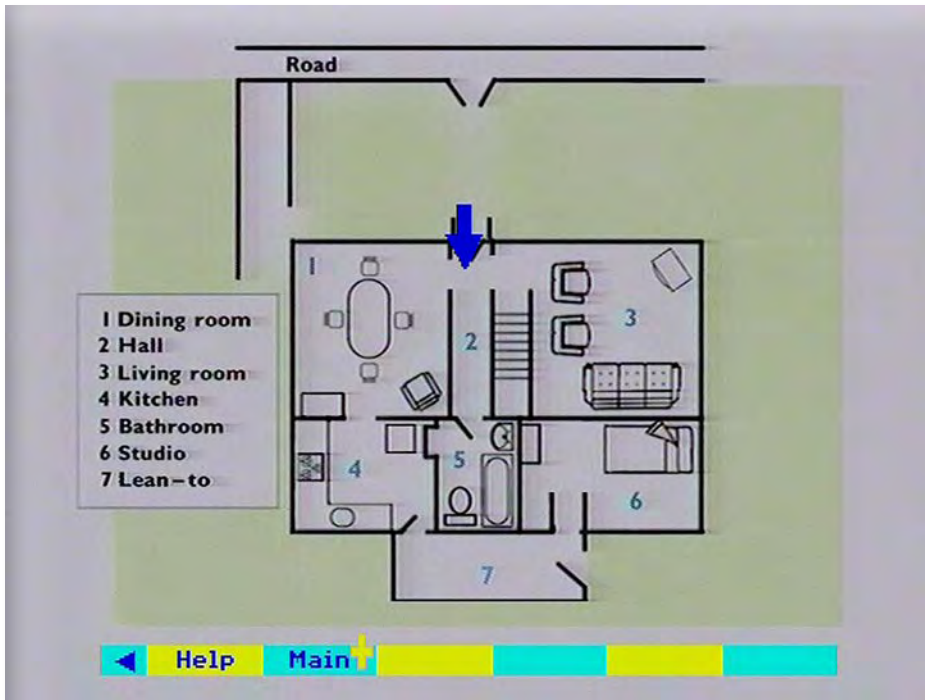 Road
1
1 Dining room
2 Hall
3 Living room
4 Kitchen
5 Bathroom
6 Studio
7 Lean-to
2
3
4
5
6
7
Help Main